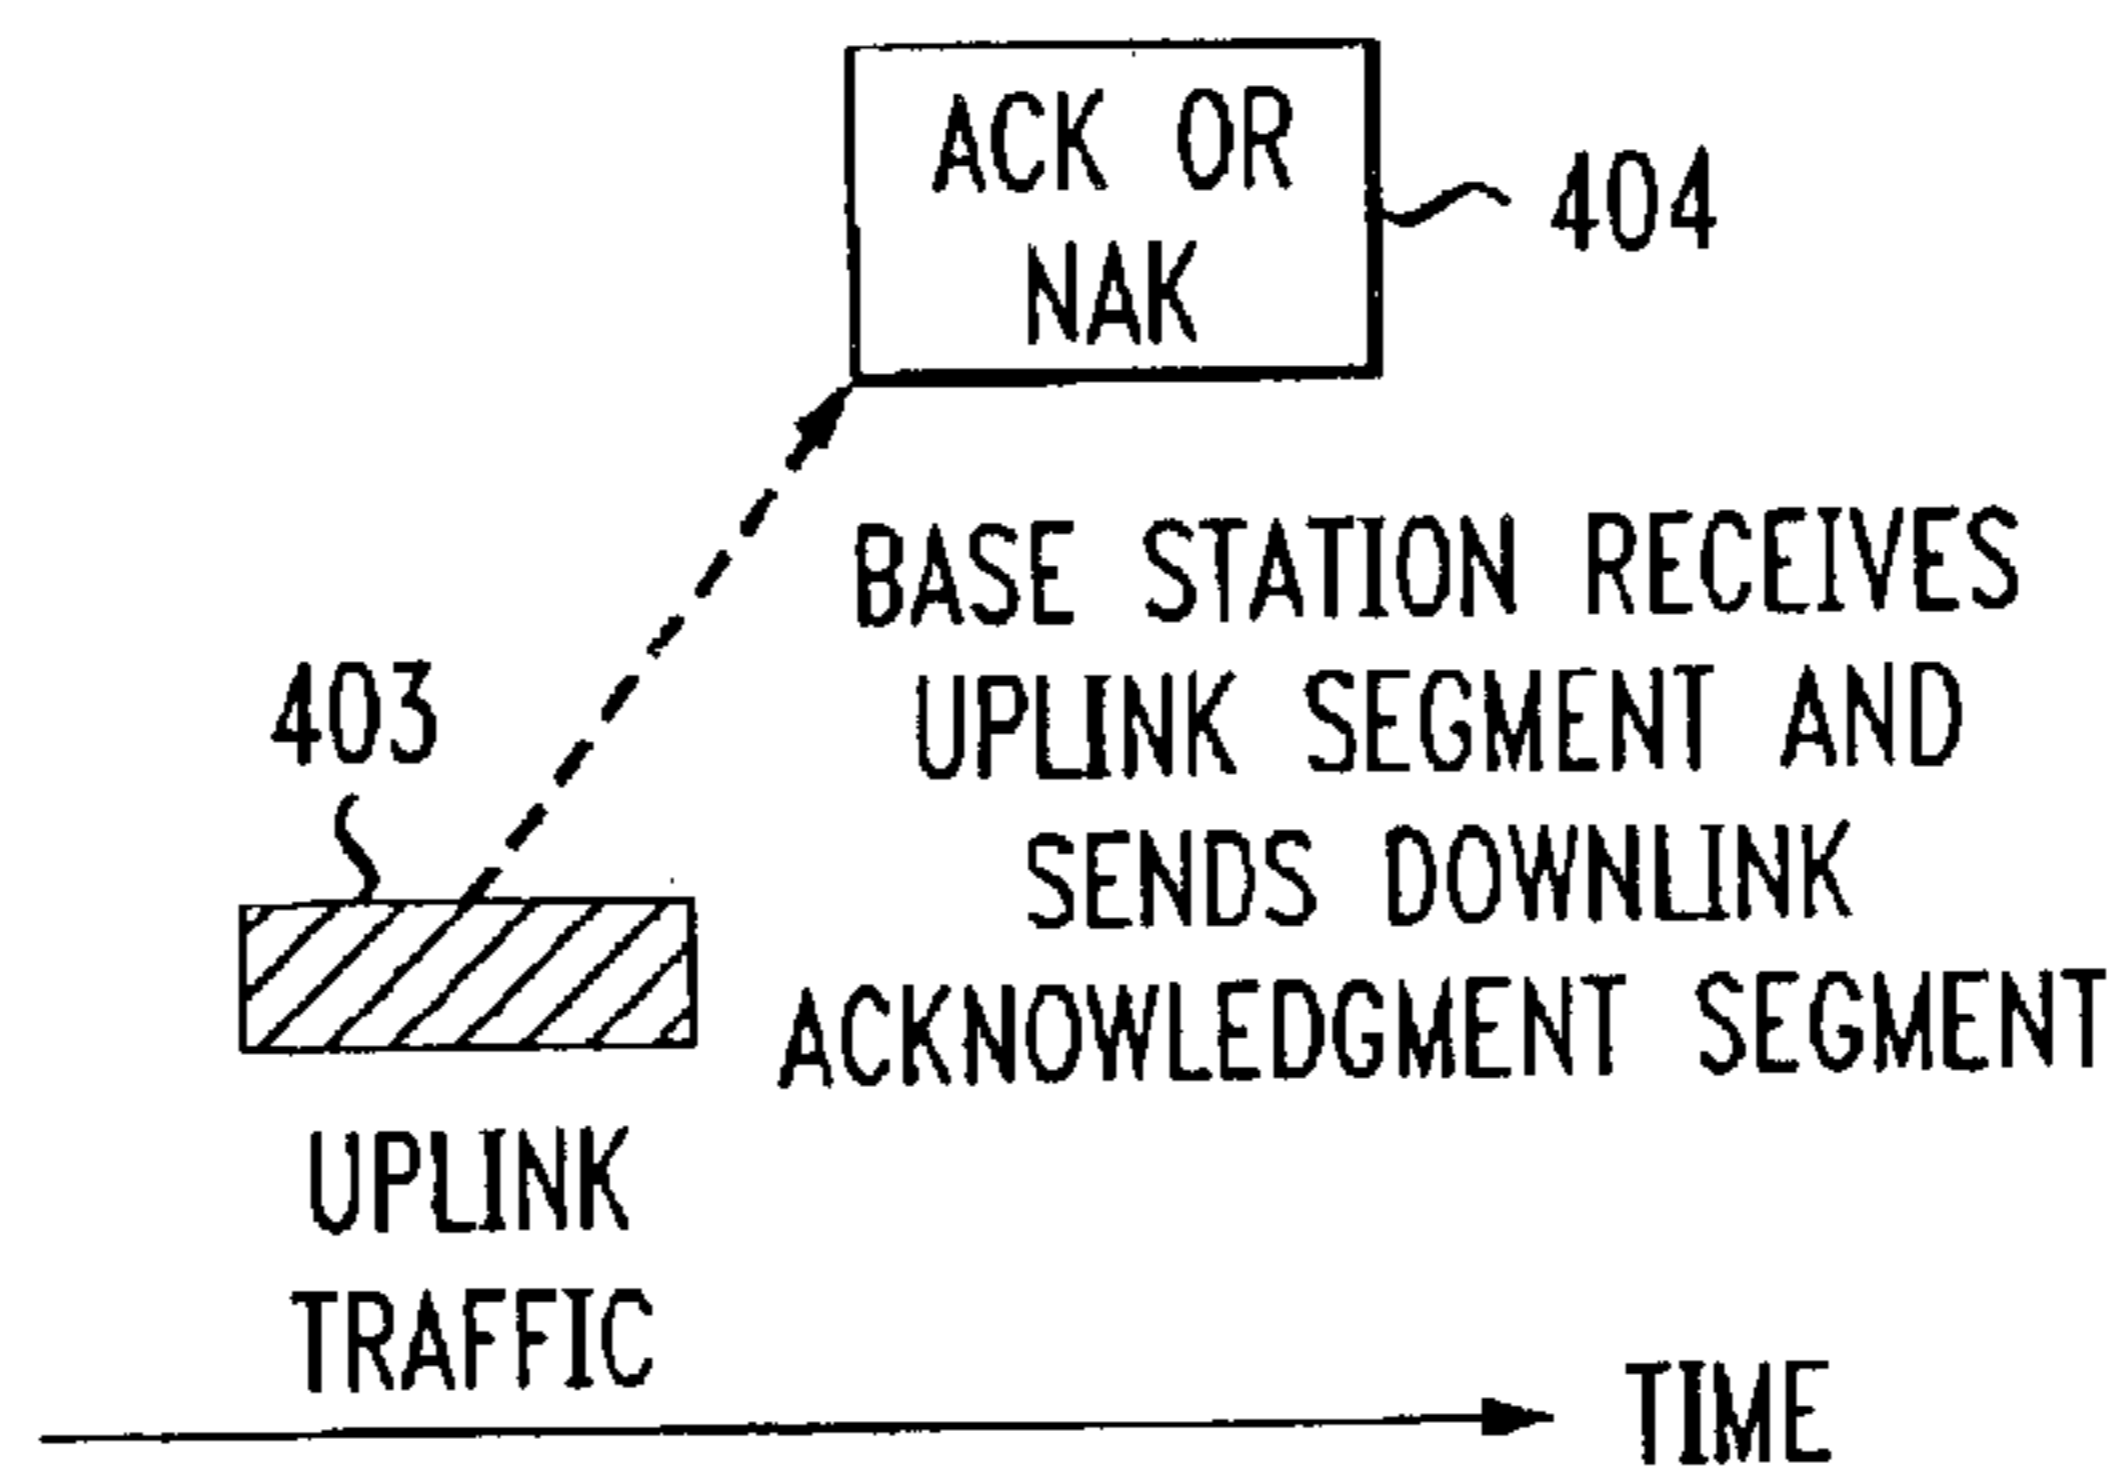 ACK OR
NAK
404
BASE STATION RECEIVES
UPLINK SEGMENT AND
SENDS DOWNLINK
ACKNOWLEDGMENT SEGMENT
403
UPLINK
TRAFFIC
TIME